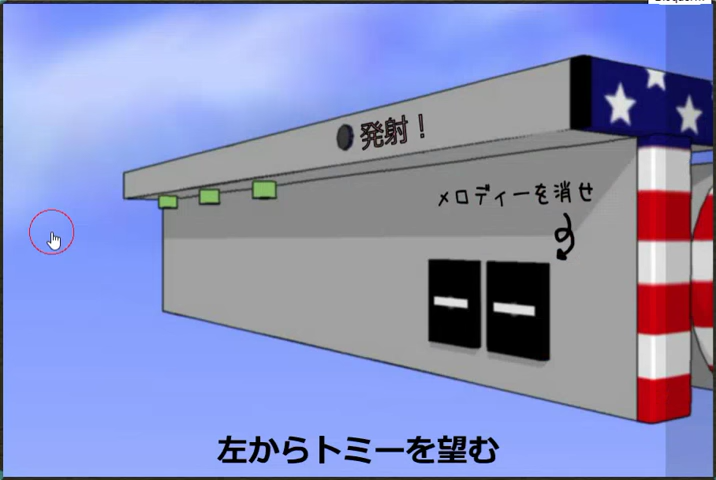 発射！
メロディーを消せ
左からトミーを望む